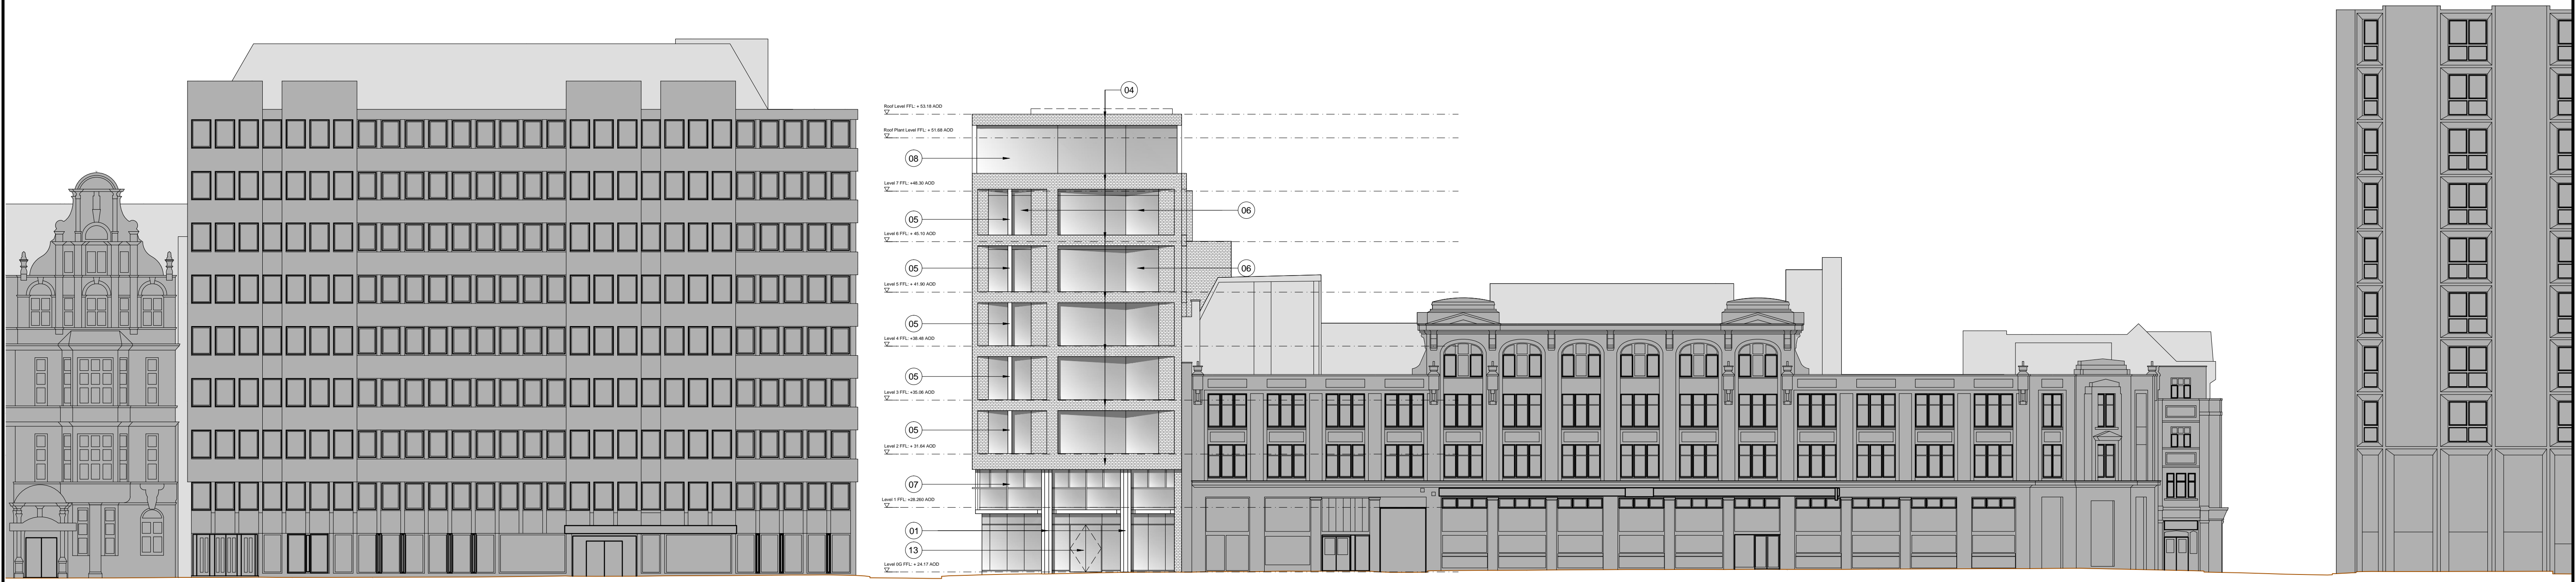 04
Roof Level FFL: + 53.18 AOD
Roof Plant Level FFL: + 51.68 AOD
08
Level 7 FFL: +48.30 AOD
06
05
Level 6 FFL: + 45.10 AOD
05
06
Level 5 FFL: + 41.90 AOD
05
Level 4 FFL: +38.48 AOD
05
Level 3 FFL: +35.06 AOD
05
Level 2 FFL: + 31.64 AOD
07
Level 1 FFL: +28.260 AOD
01
13
Level 0G FFL: + 24.17 AOD